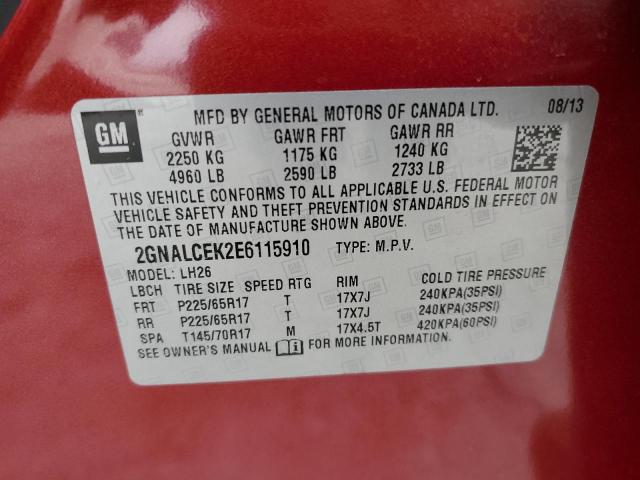 GM
MFD BY GENERAL MOTORS OF CANADA LTD. 08/13
GVWR GAWR FRT GAWR RR
2250 KG 1175 KG 1240 KG
4960 LB 2590 LB 2733 LB
THIS VEHICLE CONFORMS TO ALL APPLICABLE U.S. FEDERAL MOTOR
VEHICLE SAFETY AND THEFT PREVENTION STANDARDS IN EFFECT ON
THE DATE OF MANUFACTURE SHOWN ABOVE.
2GNALCEK2E6115910 TYPE: M.P.V.
MODEL: LH26
LBCH TIRE SIZE SPEED RTG RIM COLD TIRE PRESSURE
FRT P225/65R17 T 17X7J 240KPA(35PSI)
RR P225/65R17 T 17X7J 240KPA(35PSI)
SPA T145/70R17 M 17X4.5T 420KPA(60PSI)
SEE OWNER'S MANUAL i FOR MORE INFORMATION.